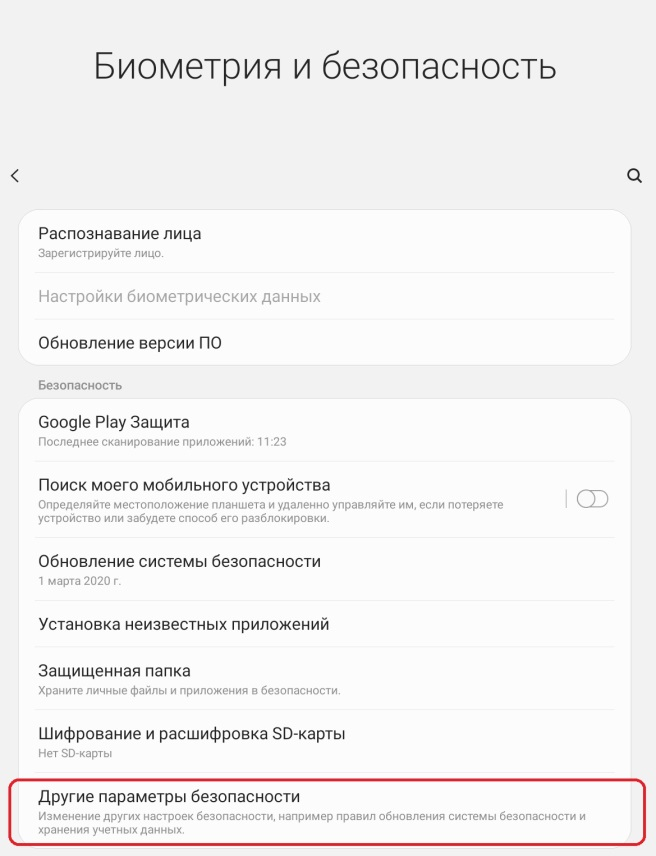 Биометрия и безопасность
Распознавание лица
Зарегистрируйте лицо.
Настройки биометрических данных
Обновление версии ПО
Безопасность
Google Play Защита
Последнее сканирование приложений: 11:23
Поиск моего мобильного устройства
Определяйте местоположение планшета и удаленно управляйте им, если потеряете
устройство или забудете способ его разблокировки.
Обновление системы безопасности
1 марта 2020 г.
Установка неизвестных приложений
Защищенная папка
Храните личные файлы и приложения в безопасности.
Шифрование и расшифровка SD-карты
Нет SD-карты
Другие параметры безопасности
Изменение других настроек безопасности, например правил обновления системы безопасности и
хранения учетных данных.